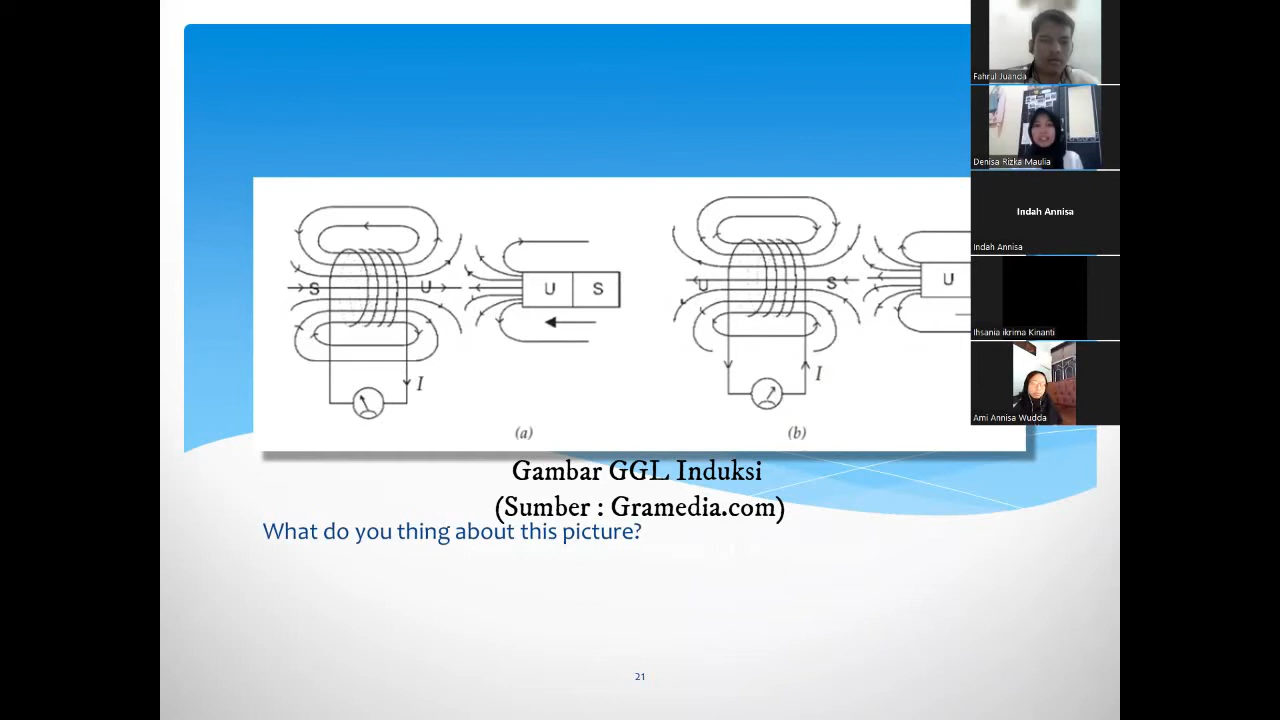 S
U
U
S
I
(a)
U
S
U
I
(b)
Gambar GGL Induksi
(Sumber : Gramedia.com)
What do you thing about this picture?
21
Fahrul Juanda
Denisa Rizka Maulia
Indah Annisa
Indah Annisa
Ihsania ikrima Kinanti
Ami Annisa Wudda